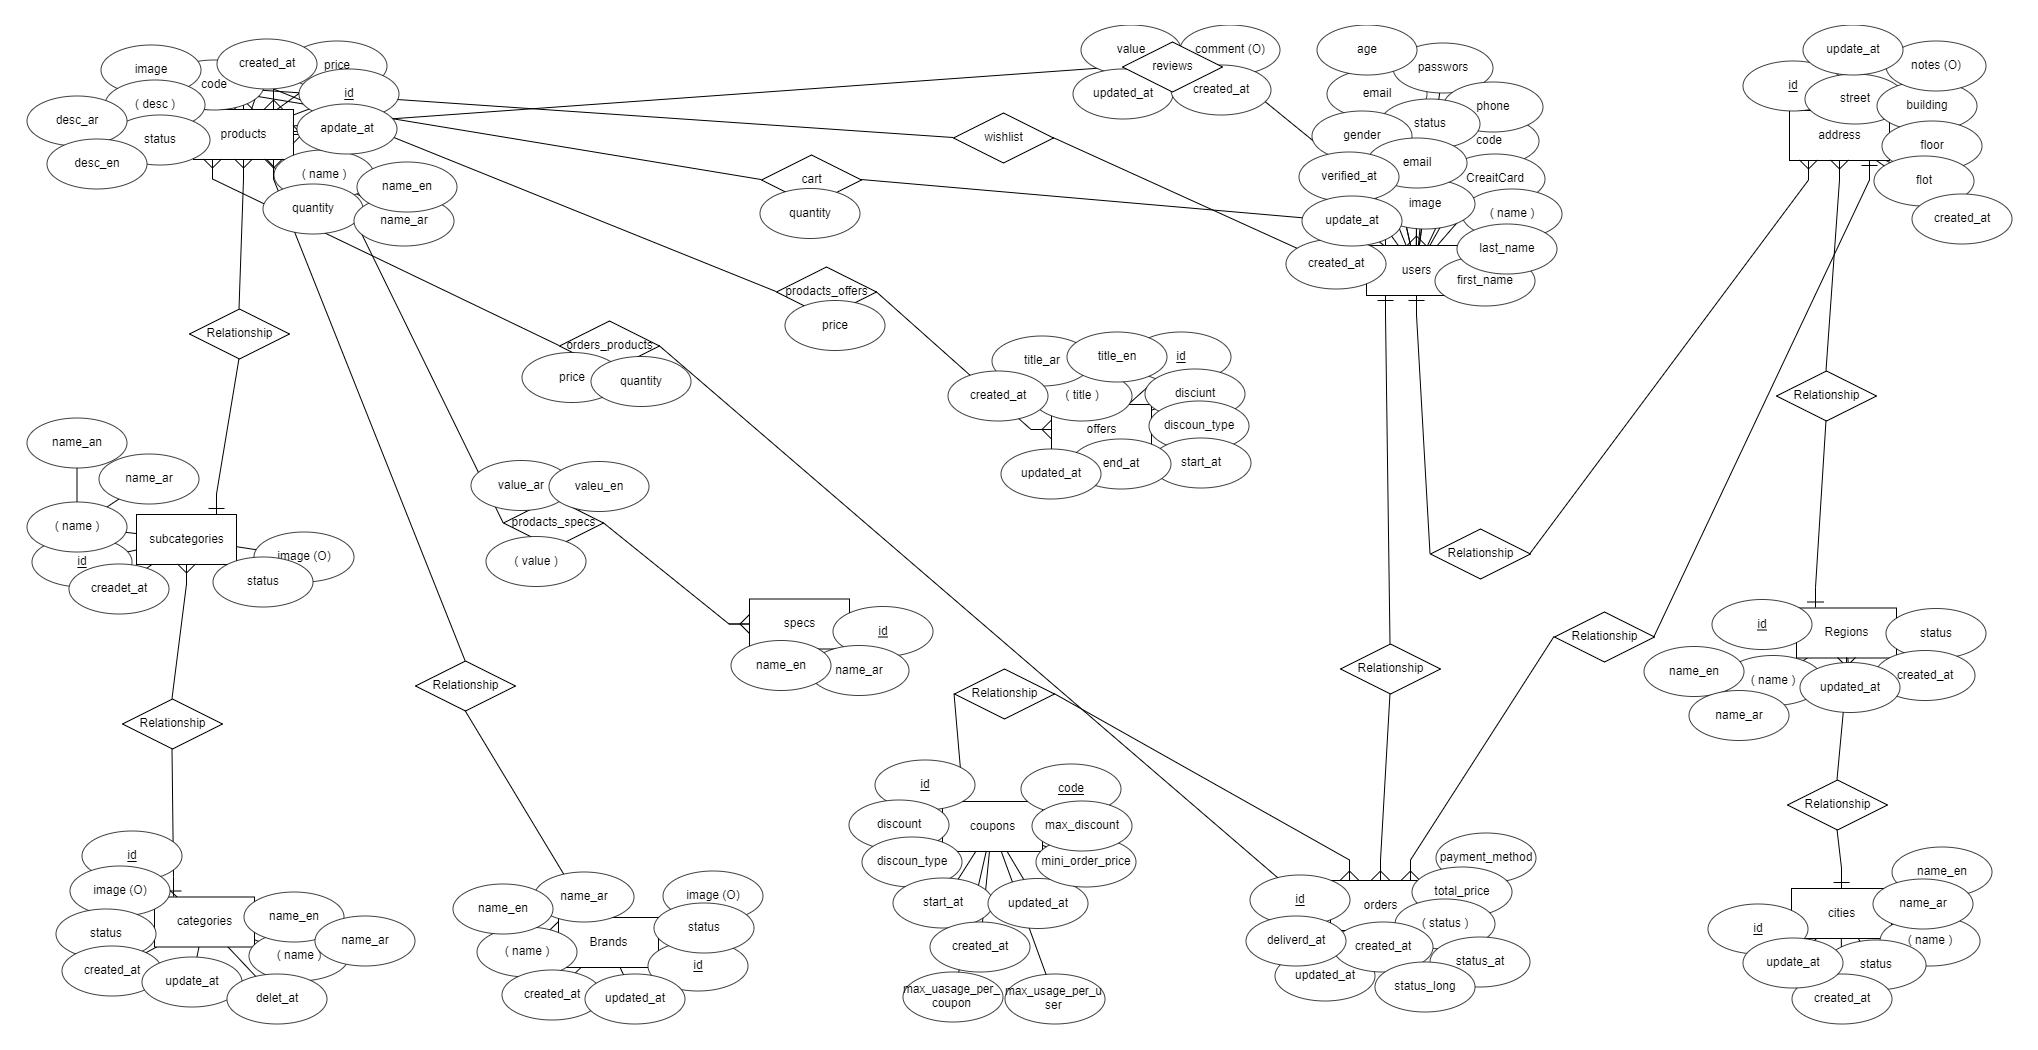 image
code
created_at
price
id
( desc )
desc_ar
status
desc_en
products
apdate_at
( name )
name_en
quantity
name_ar
value
comment (O)
reviews
updated_at
created_at
wishlist
cart
quantity
age
passwors
email
phone
status
gender
code
email
verified_at
CreaitCard
image
( name )
update_at
last_name
created_at
users
first_name
update_at
notes (O)
id
street
building
address
floor
flot
created_at
Relationship
prodacts_offers
price
orders_products
price
quantity
title_ar
title_en
id
created_at
( title )
disciunt
offers
discoun_type
updated_at
end_at
start_at
Relationship
name_an
name_ar
( name )
subcategories
id
image (O)
creadet_at
status
value_ar
valeu_en
prodacts_specs
( value )
Relationship
specs
id
name_en
name_ar
Relationship
id
Regions
status
name_en
( name )
updated_at
created_at
name_ar
Relationship
Relationship
Relationship
Relationship
Relationship
id
code
discount
coupons
max_discount
discoun_type
mini_order_price
start_at
updated_at
created_at
max_uasage_per_
coupon
max_usage_per_u
ser
id
image (O)
status
categories
name_en
name_ar
created_at
( name )
update_at
delet_at
name_en
name_ar
image (O)
status
( name )
Brands
id
created_at
updated_at
payment_method
id
total_price
orders
( status )
deliverd_at
created_at
updated_at
status_at
status_long
Relationship
name_en
name_ar
cities
id
( name )
update_at
status
created_at